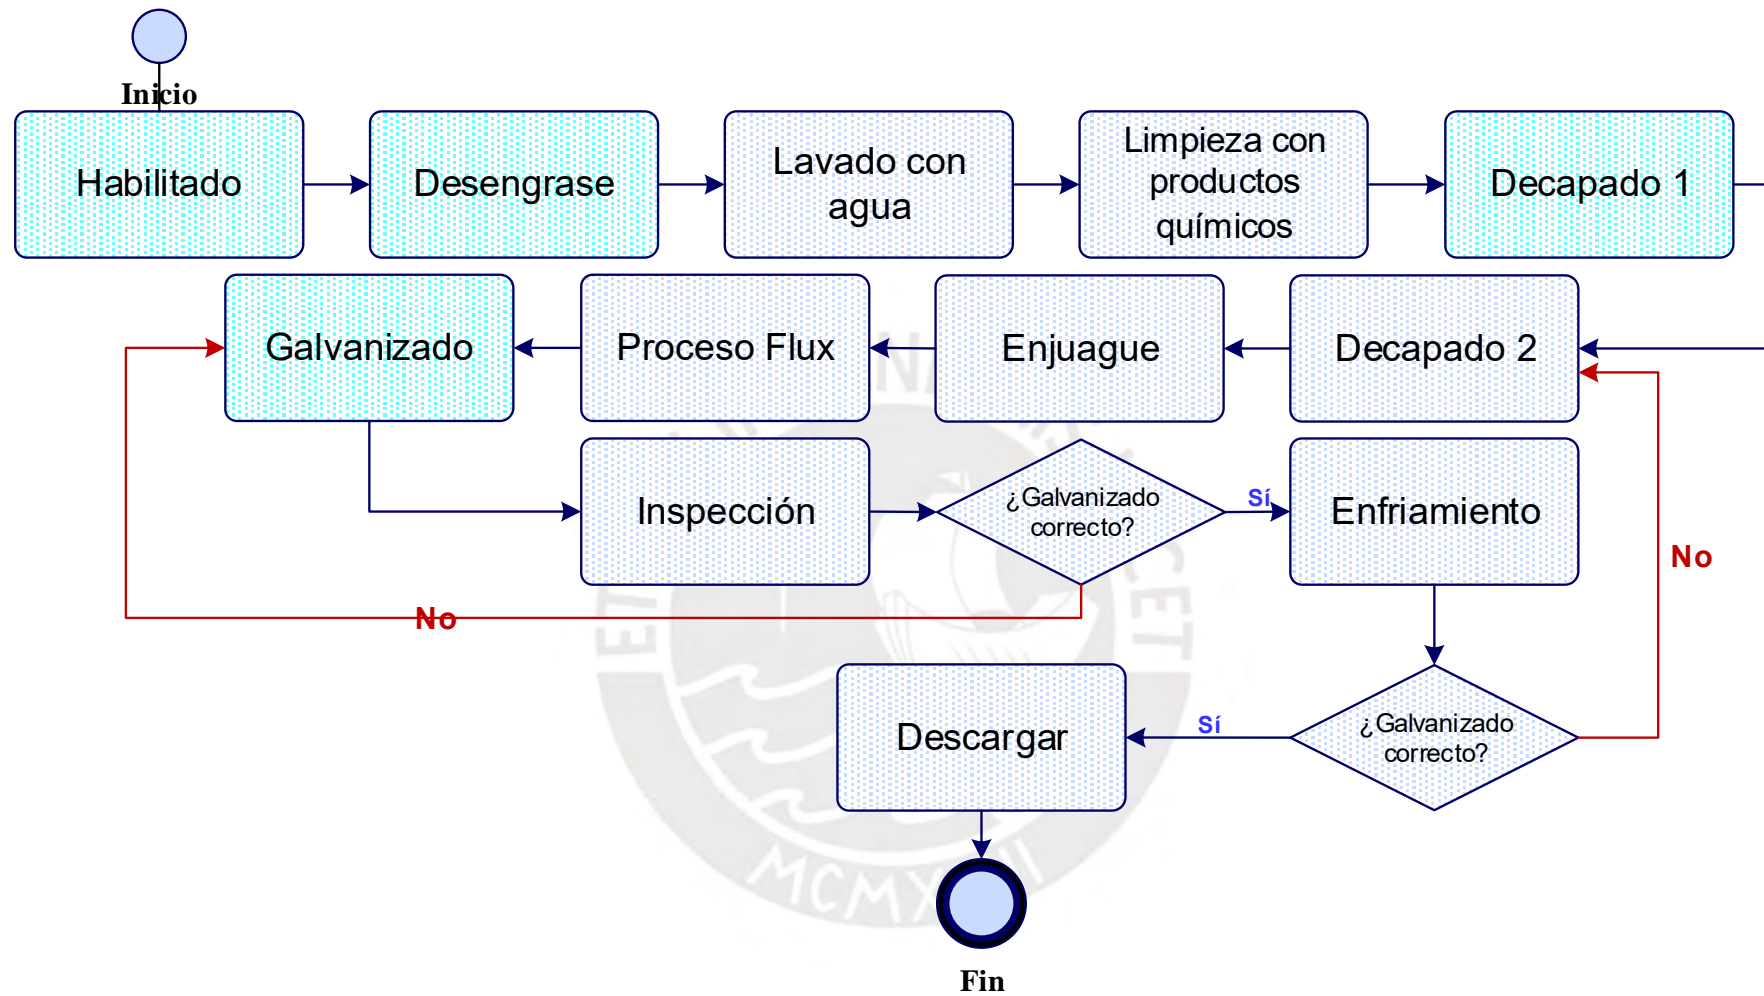 Inicio
Habilitado
Desengrase
Lavado con
agua
Limpieza con
productos
químicos
Decapado 1
Galvanizado
Proceso Flux
Enjuague
Decapado 2
Inspección
¿Galvanizado
correcto?
Sí
Enfriamiento
No
No
Descargar
Sí
¿Galvanizado
correcto?
MCMX
Fin